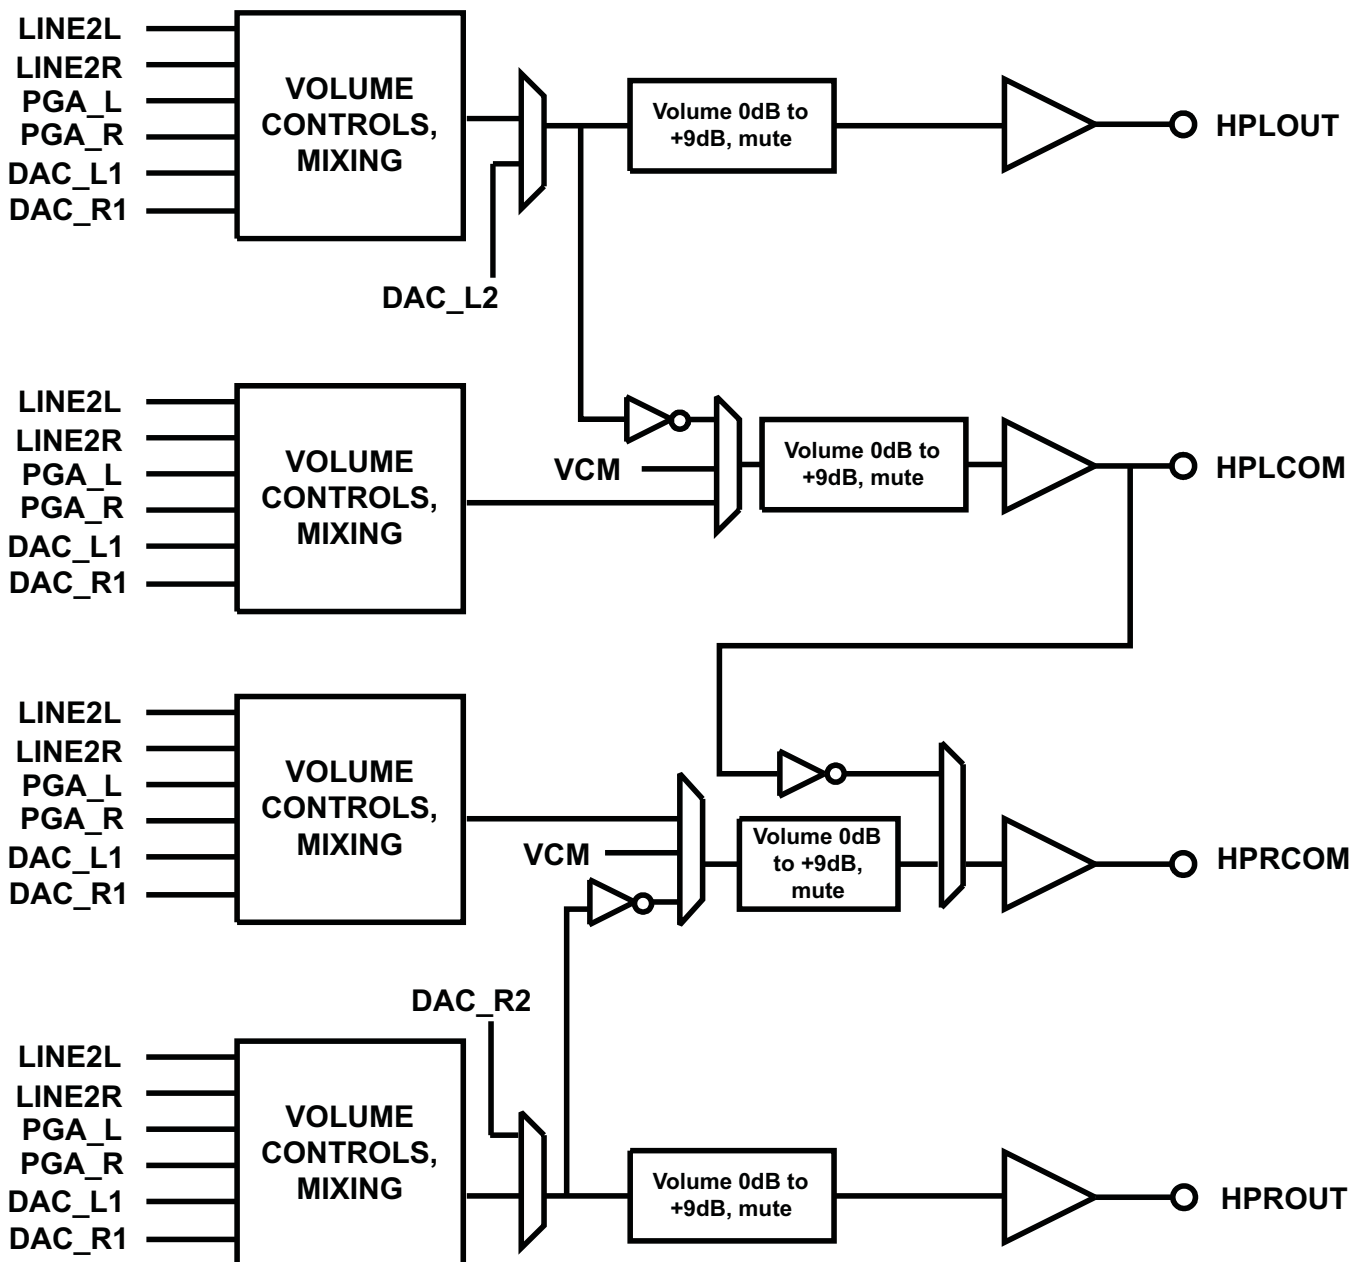 LINE2L
LINE2R
PGA_L
PGA_R
DAC_L1
DAC_R1
VOLUME
CONTROLS,
MIXING
DAC_L2
Volume 0dB to
+9dB, mute
HPLOUT
LINE2L
LINE2R
PGA_L
PGA_R
DAC_L1
DAC_R1
VOLUME
CONTROLS,
MIXING
VCM
Volume 0dB to
+9dB, mute
HPLCOM
LINE2L
LINE2R
PGA_L
PGA_R
DAC_L1
DAC_R1
VOLUME
CONTROLS,
MIXING
VCM
Volume 0dB
to +9dB,
mute
HPRCOM
DAC_R2
LINE2L
LINE2R
PGA_L
PGA_R
DAC_L1
DAC_R1
VOLUME
CONTROLS,
MIXING
Volume 0dB to
+9dB, mute
HPROUT